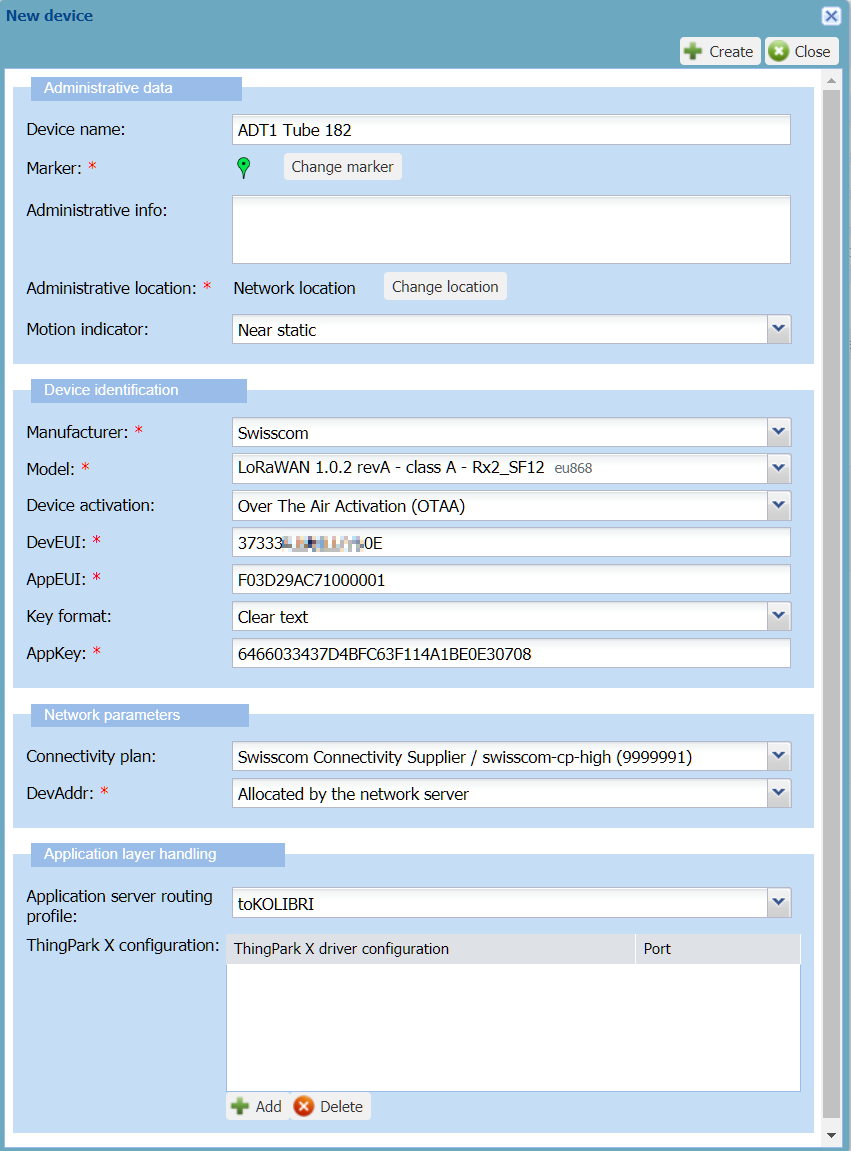 New device
Create Close
Administrative data
Device name: ADT1 Tube 182
Marker: * Change marker
Administrative info:
Administrative location: * Network location Change location
Motion indicator: Near static
Device identification
Manufacturer: * Swisscom
Model: * LoRaWAN 1.0.2 revA - class A - Rx2_SF12 eu868
Device activation: Over The Air Activation (OTAA)
DevEUI: * 37333 0E
AppEUI: * F03D29AC71000001
Key format: Clear text
AppKey: * 6466033437D4BFC63F114A1BE0E30708
Network parameters
Connectivity plan: Swisscom Connectivity Supplier / swisscom-cp-high (9999991)
DevAddr: * Allocated by the network server
Application layer handling
Application server routing
profile: toKOLIBRI
ThingPark X configuration: ThingPark X driver configuration Port
Add Delete